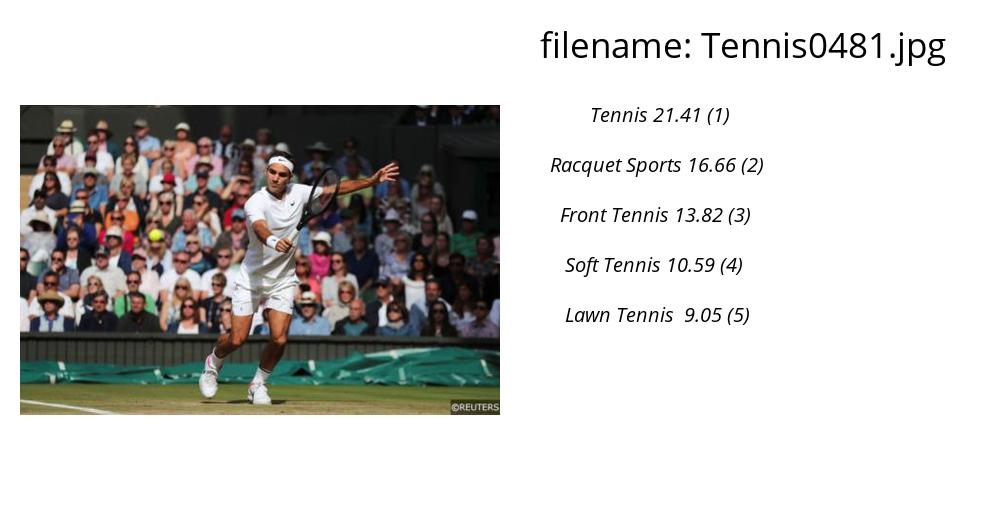 filename: Tennis0481.jpg
Tennis 21.41 (1)
Racquet Sports 16.66 (2)
Front Tennis 13.82 (3)
Soft Tennis 10.59 (4)
Lawn Tennis 9.05 (5)
©REUTERS